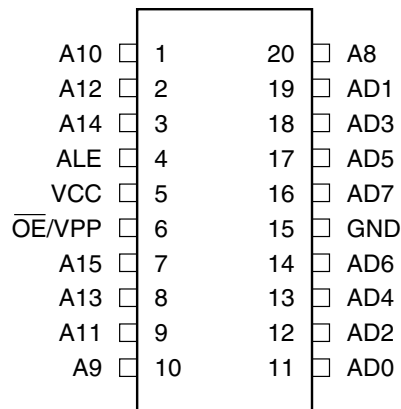 A10 1 20 A8
A12 2 19 AD1
A14 3 18 AD3
ALE 4 17 AD5
VCC 5 16 AD7
O̅E̅/VPP 6 15 GND
A15 7 14 AD6
A13 8 13 AD4
A11 9 12 AD2
A9 10 11 AD0